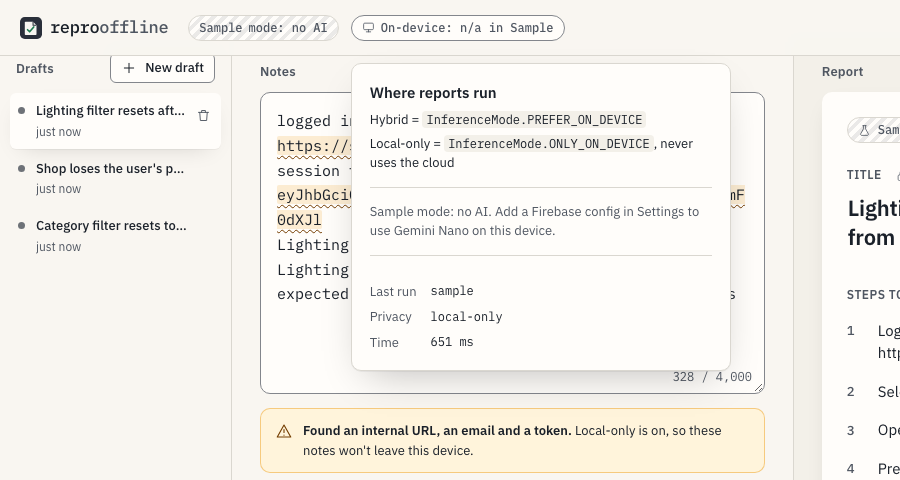 reprooffline
Sample mode: no AI
On-device: n/a in Sample
Drafts
New draft
Lighting filter resets aft...
just now
Shop loses the user's p...
just now
Category filter resets to...
just now
Notes
logged i
https://
session
eyJhbGci
mF
0dXJl
Lighting
Lighting
expected
s
328 / 4,000
Where reports run
Hybrid = InferenceMode.PREFER_ON_DEVICE
Local-only = InferenceMode.ONLY_ON_DEVICE, never
uses the cloud
Sample mode: no AI. Add a Firebase config in Settings to
use Gemini Nano on this device.
Last run sample
Privacy local-only
Time 651 ms
Found an internal URL, an email and a token. Local-only is on, so these
notes won't leave this device.
Report
Sam
TITLE
Lighti
from
STEPS TO
1 Log
http
2 Sel
3 Ope
4 Pre